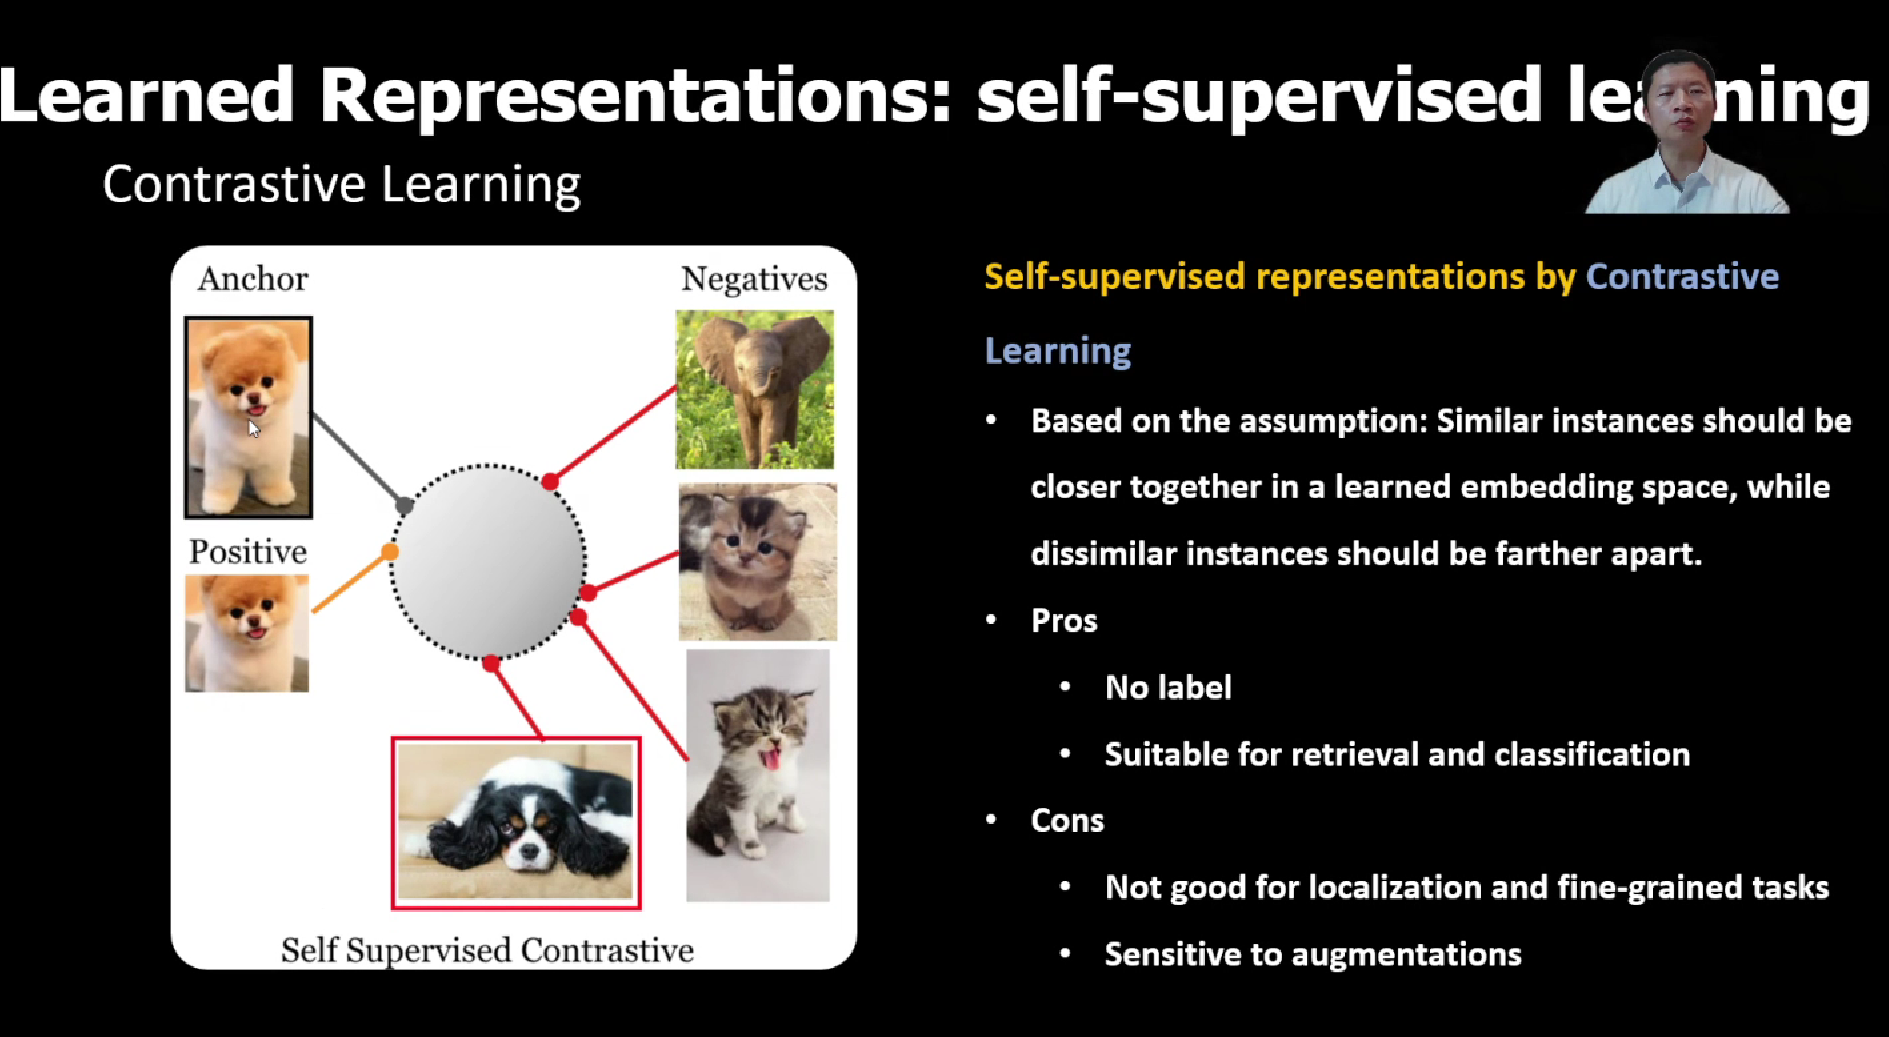 Learned Representations: self-supervised learning
Contrastive Learning
Anchor
Negatives
Positive
Self Supervised Contrastive
Self-supervised representations by Contrastive
Learning
• Based on the assumption: Similar instances should be
closer together in a learned embedding space, while
dissimilar instances should be farther apart.
• Pros
• No label
• Suitable for retrieval and classification
• Cons
• Not good for localization and fine-grained tasks
• Sensitive to augmentations